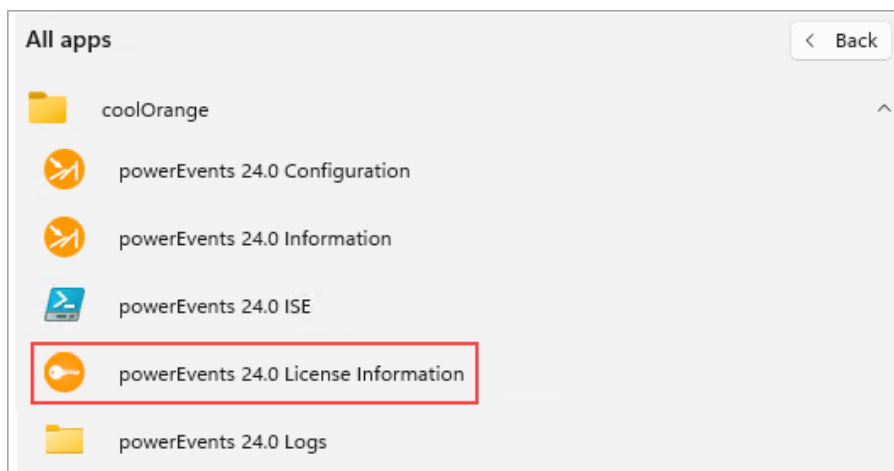 All apps
Back
coolOrange
powerEvents 24.0 Configuration
powerEvents 24.0 Information
powerEvents 24.0 ISE
powerEvents 24.0 License Information
powerEvents 24.0 Logs